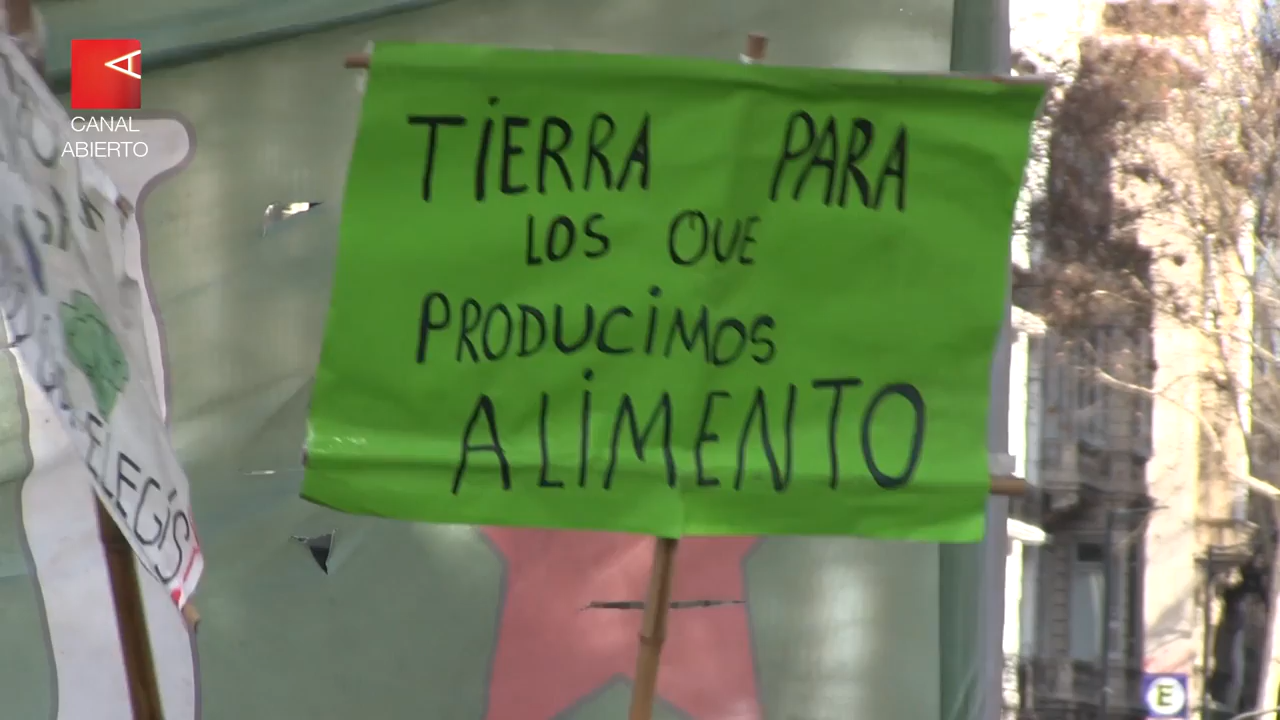 CANAL
ABIERTO
TIERRA PARA
LOS QUE
PRODUCIMOS
ALIMENTO
ELEGÍS
E